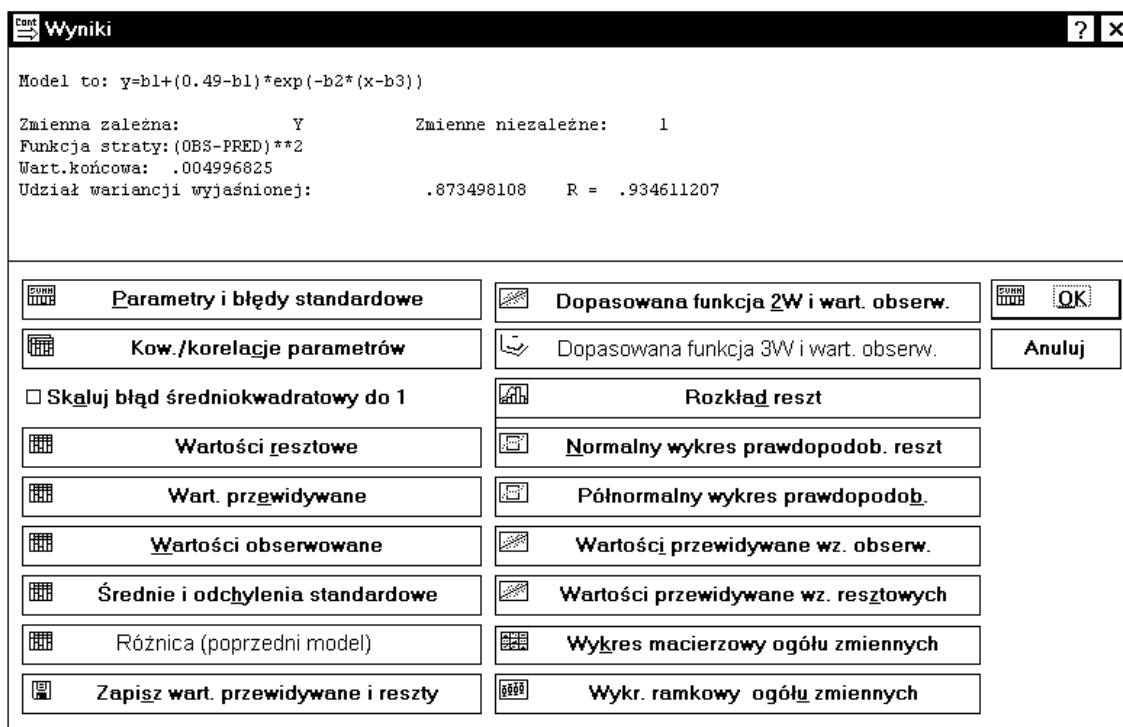 Wyniki
Model to: y=b1+(0.49-b1)*exp(-b2*(x-b3))
Zmienna zależna: Y Zmienne niezależne: 1
Funkcja straty:(OBS-PRED)**2
Wart.końcowa: .004996825
Udział wariancji wyjaśnionej: .873498108 R = .934611207
Parametry i błędy standardowe
Dopasowana funkcja 2W i wart. obserw.
OK
Kow./korelacje parametrów
Dopasowana funkcja 3W i wart. obserw.
Anuluj
Skaluj błąd średniokwadratowy do 1
Rozkład reszt
Wartości resztowe
Normalny wykres prawdopodob. reszt
Wart. przewidywane
Półnormalny wykres prawdopodob.
Wartości obserwowane
Wartości przewidywane wz. obserw.
Średnie i odchylenia standardowe
Wartości przewidywane wz. resztowych
Różnica (poprzedni model)
Wykres macierzowy ogółu zmiennych
Zapisz wart. przewidywane i reszty
Wykr. ramkowy ogółu zmiennych